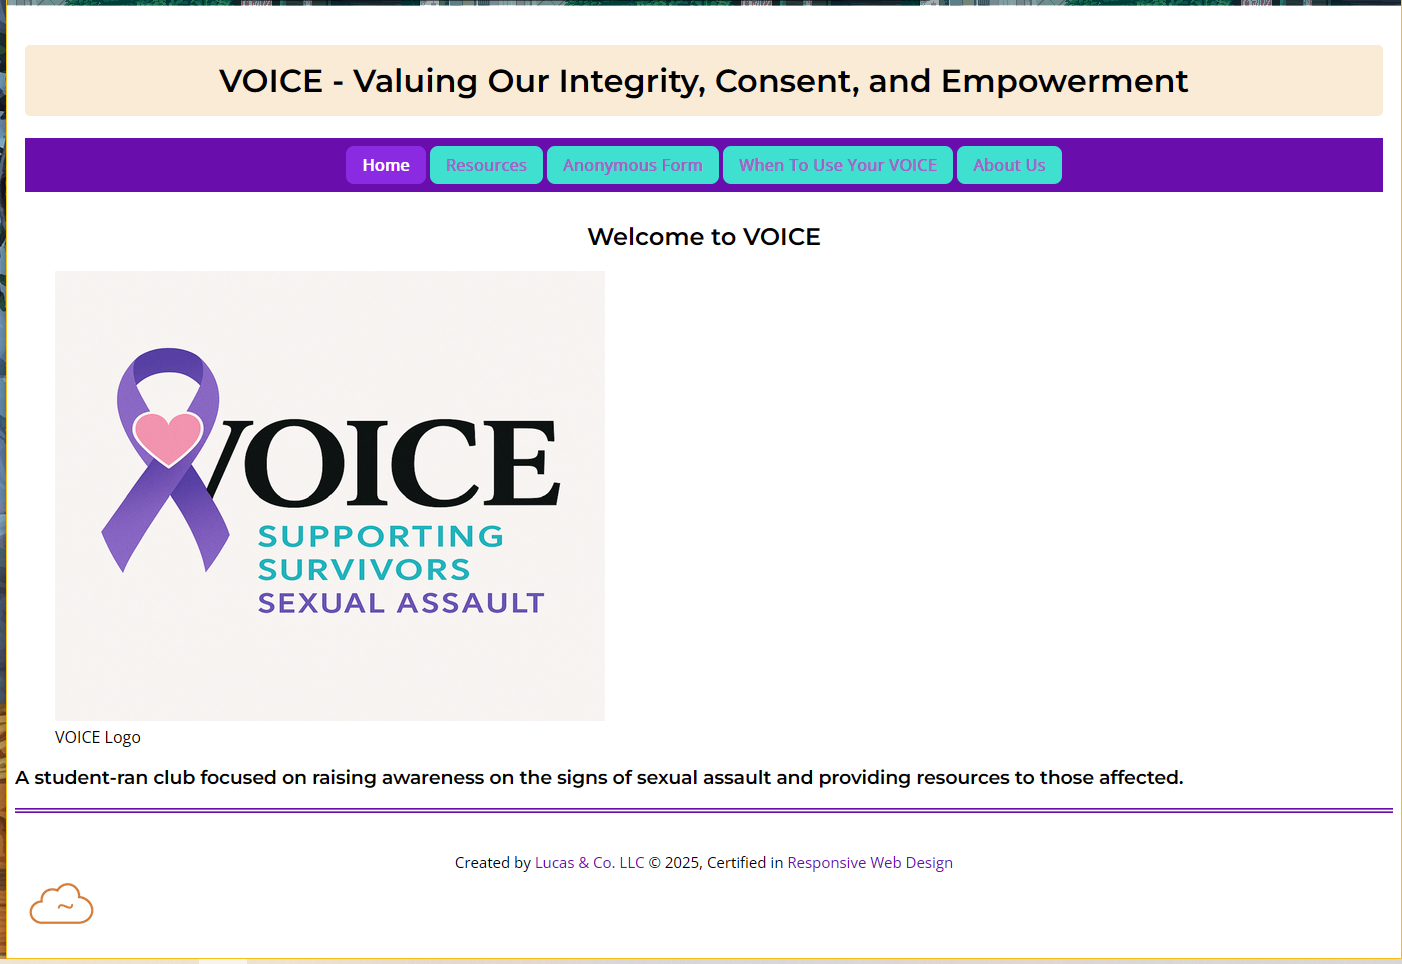 VOICE - Valuing Our Integrity, Consent, and Empowerment
Home Resources Anonymous Form When To Use Your VOICE About Us
Welcome to VOICE
VOICE
SUPPORTING
SURVIVORS
SEXUAL ASSAULT
VOICE Logo
A student-ran club focused on raising awareness on the signs of sexual assault and providing resources to those affected.
Created by Lucas & Co. LLC © 2025, Certified in Responsive Web Design
~